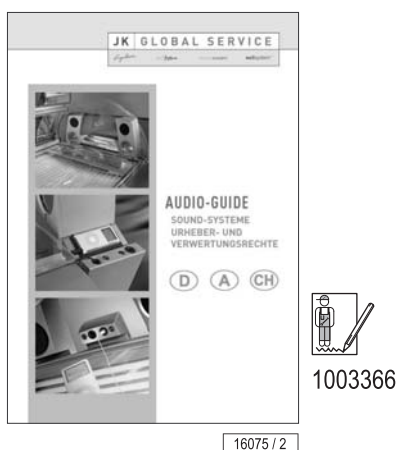 JK GLOBAL SERVICE
AUDIO-GUIDE
SOUND-SYSTEME
URHEBER- UND
VERWERTUNGSRECHTE
D A CH
1003366
16075 / 2